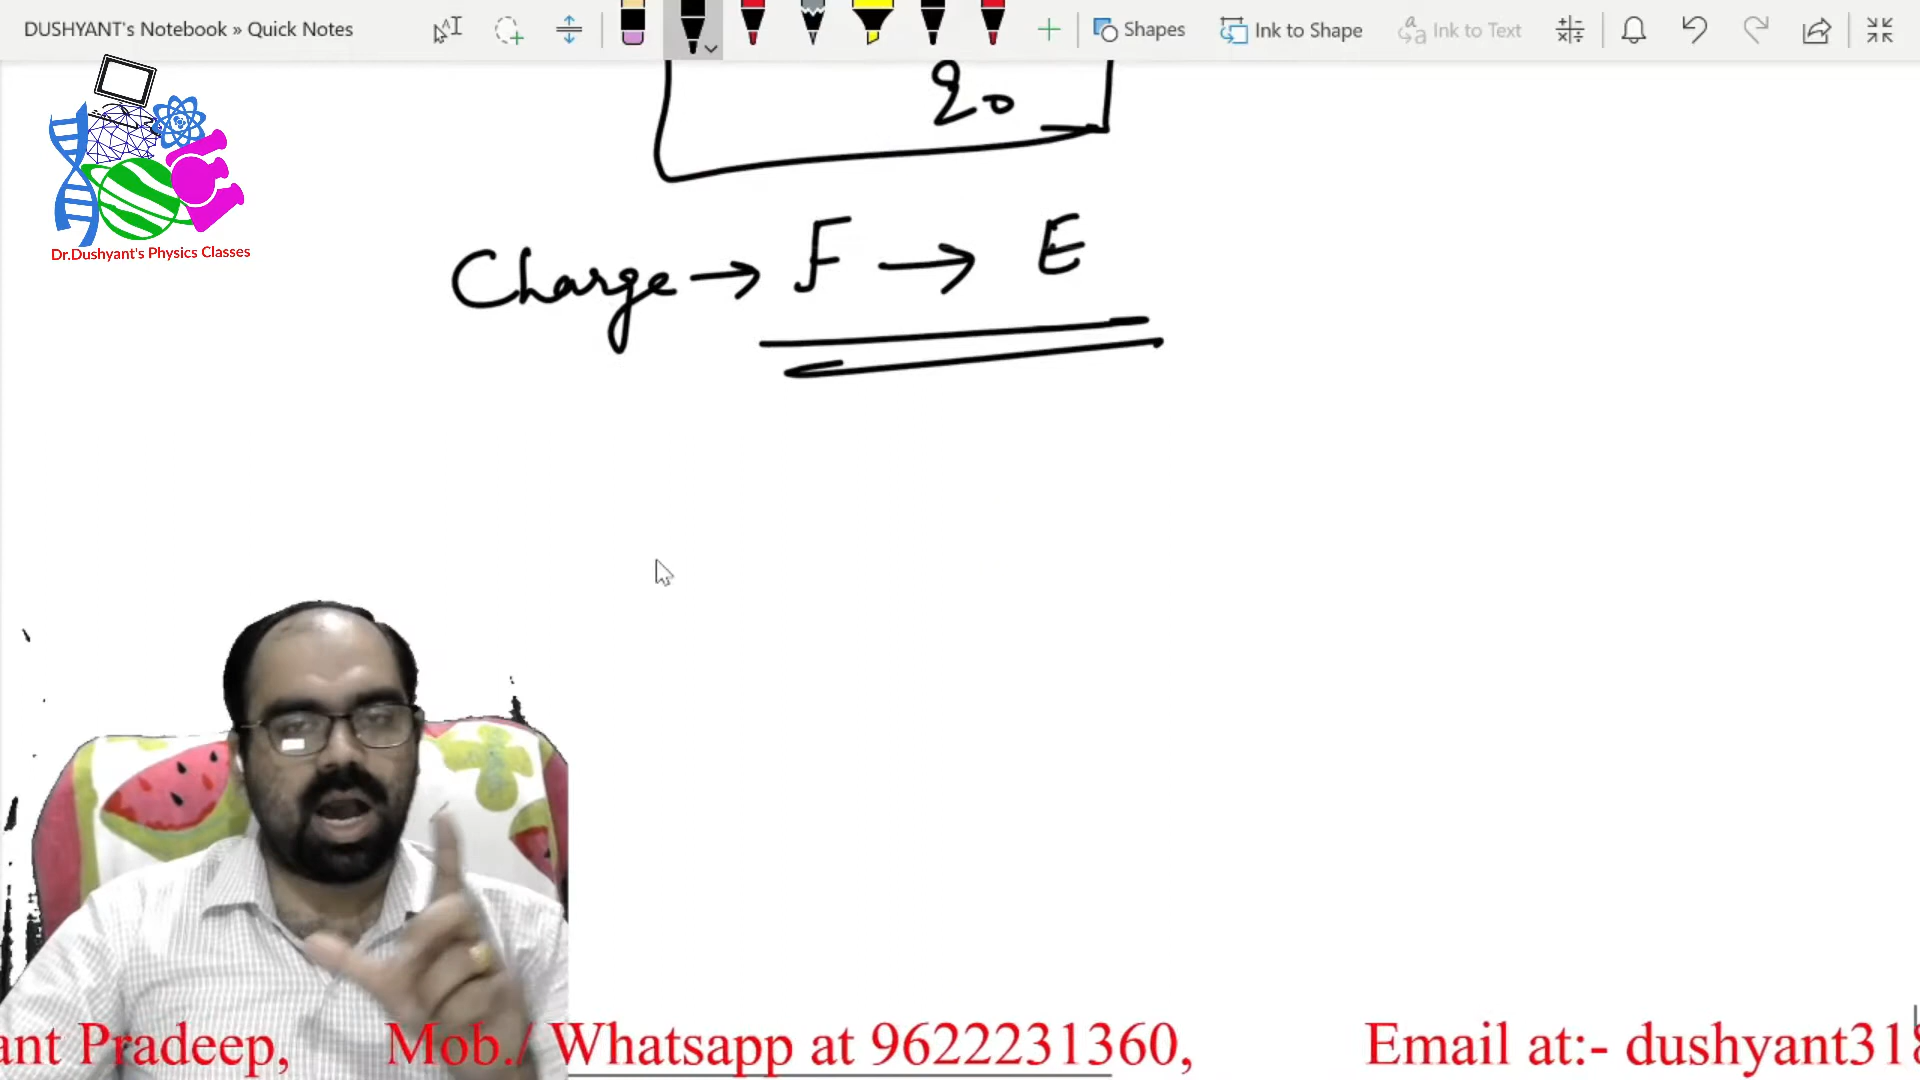 DUSHYANT's Notebook » Quick Notes
Shapes
Ink to Shape
Ink to Text
q₀
Dr.Dushyant's Physics Classes
Charge → F → E
ant Pradeep, Mob./ Whatsapp at 9622231360, Email at:- dushyant318